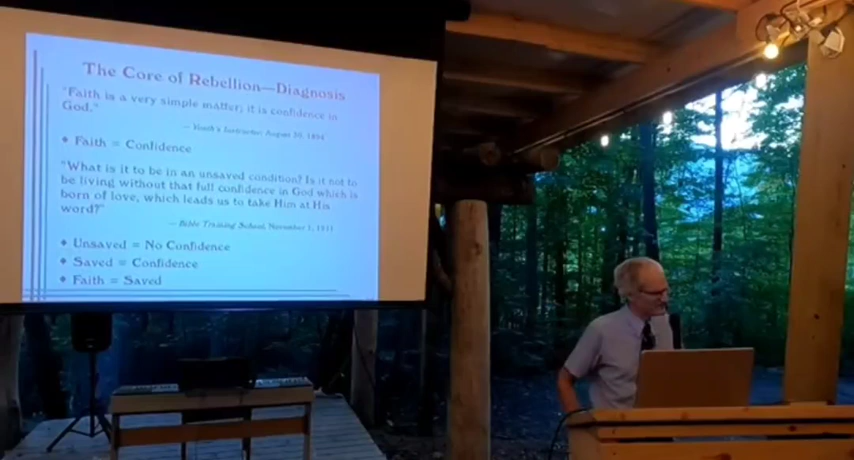 The Core of Rebellion—Diagnosis
"Faith is a very simple matter; it is confidence in
God."
— Youth's Instructor, August 30, 1894
◆ Faith = Confidence
"What is it to be in an unsaved condition? Is it not to
be living without that full confidence in God which is
born of love, which leads us to take Him at His
word?"
— Bible Training School, November 1, 1911
◆ Unsaved = No Confidence
◆ Saved = Confidence
◆ Faith = Saved